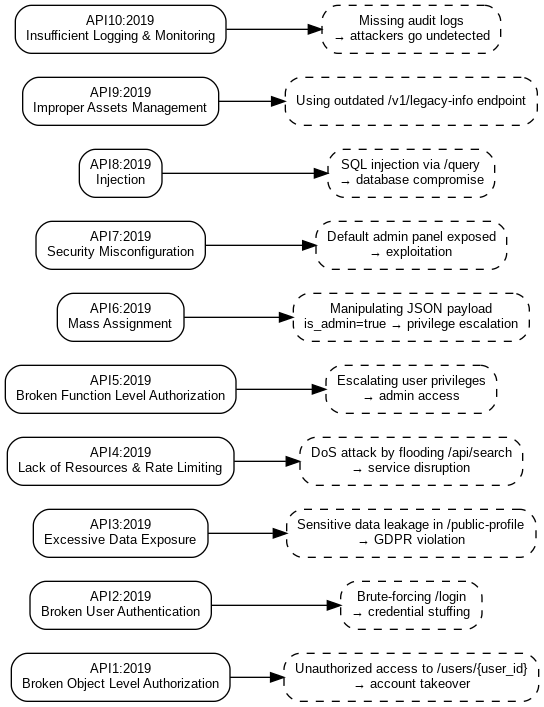 API10:2019
Insufficient Logging & Monitoring
Missing audit logs
→ attackers go undetected
API9:2019
Improper Assets Management
Using outdated /v1/legacy-info endpoint
API8:2019
Injection
SQL injection via /query
→ database compromise
API7:2019
Security Misconfiguration
Default admin panel exposed
→ exploitation
API6:2019
Mass Assignment
Manipulating JSON payload
is_admin=true → privilege escalation
API5:2019
Broken Function Level Authorization
Escalating user privileges
→ admin access
API4:2019
Lack of Resources & Rate Limiting
DoS attack by flooding /api/search
→ service disruption
API3:2019
Excessive Data Exposure
Sensitive data leakage in /public-profile
→ GDPR violation
API2:2019
Broken User Authentication
Brute-forcing /login
→ credential stuffing
API1:2019
Broken Object Level Authorization
Unauthorized access to /users/{user_id}
→ account takeover